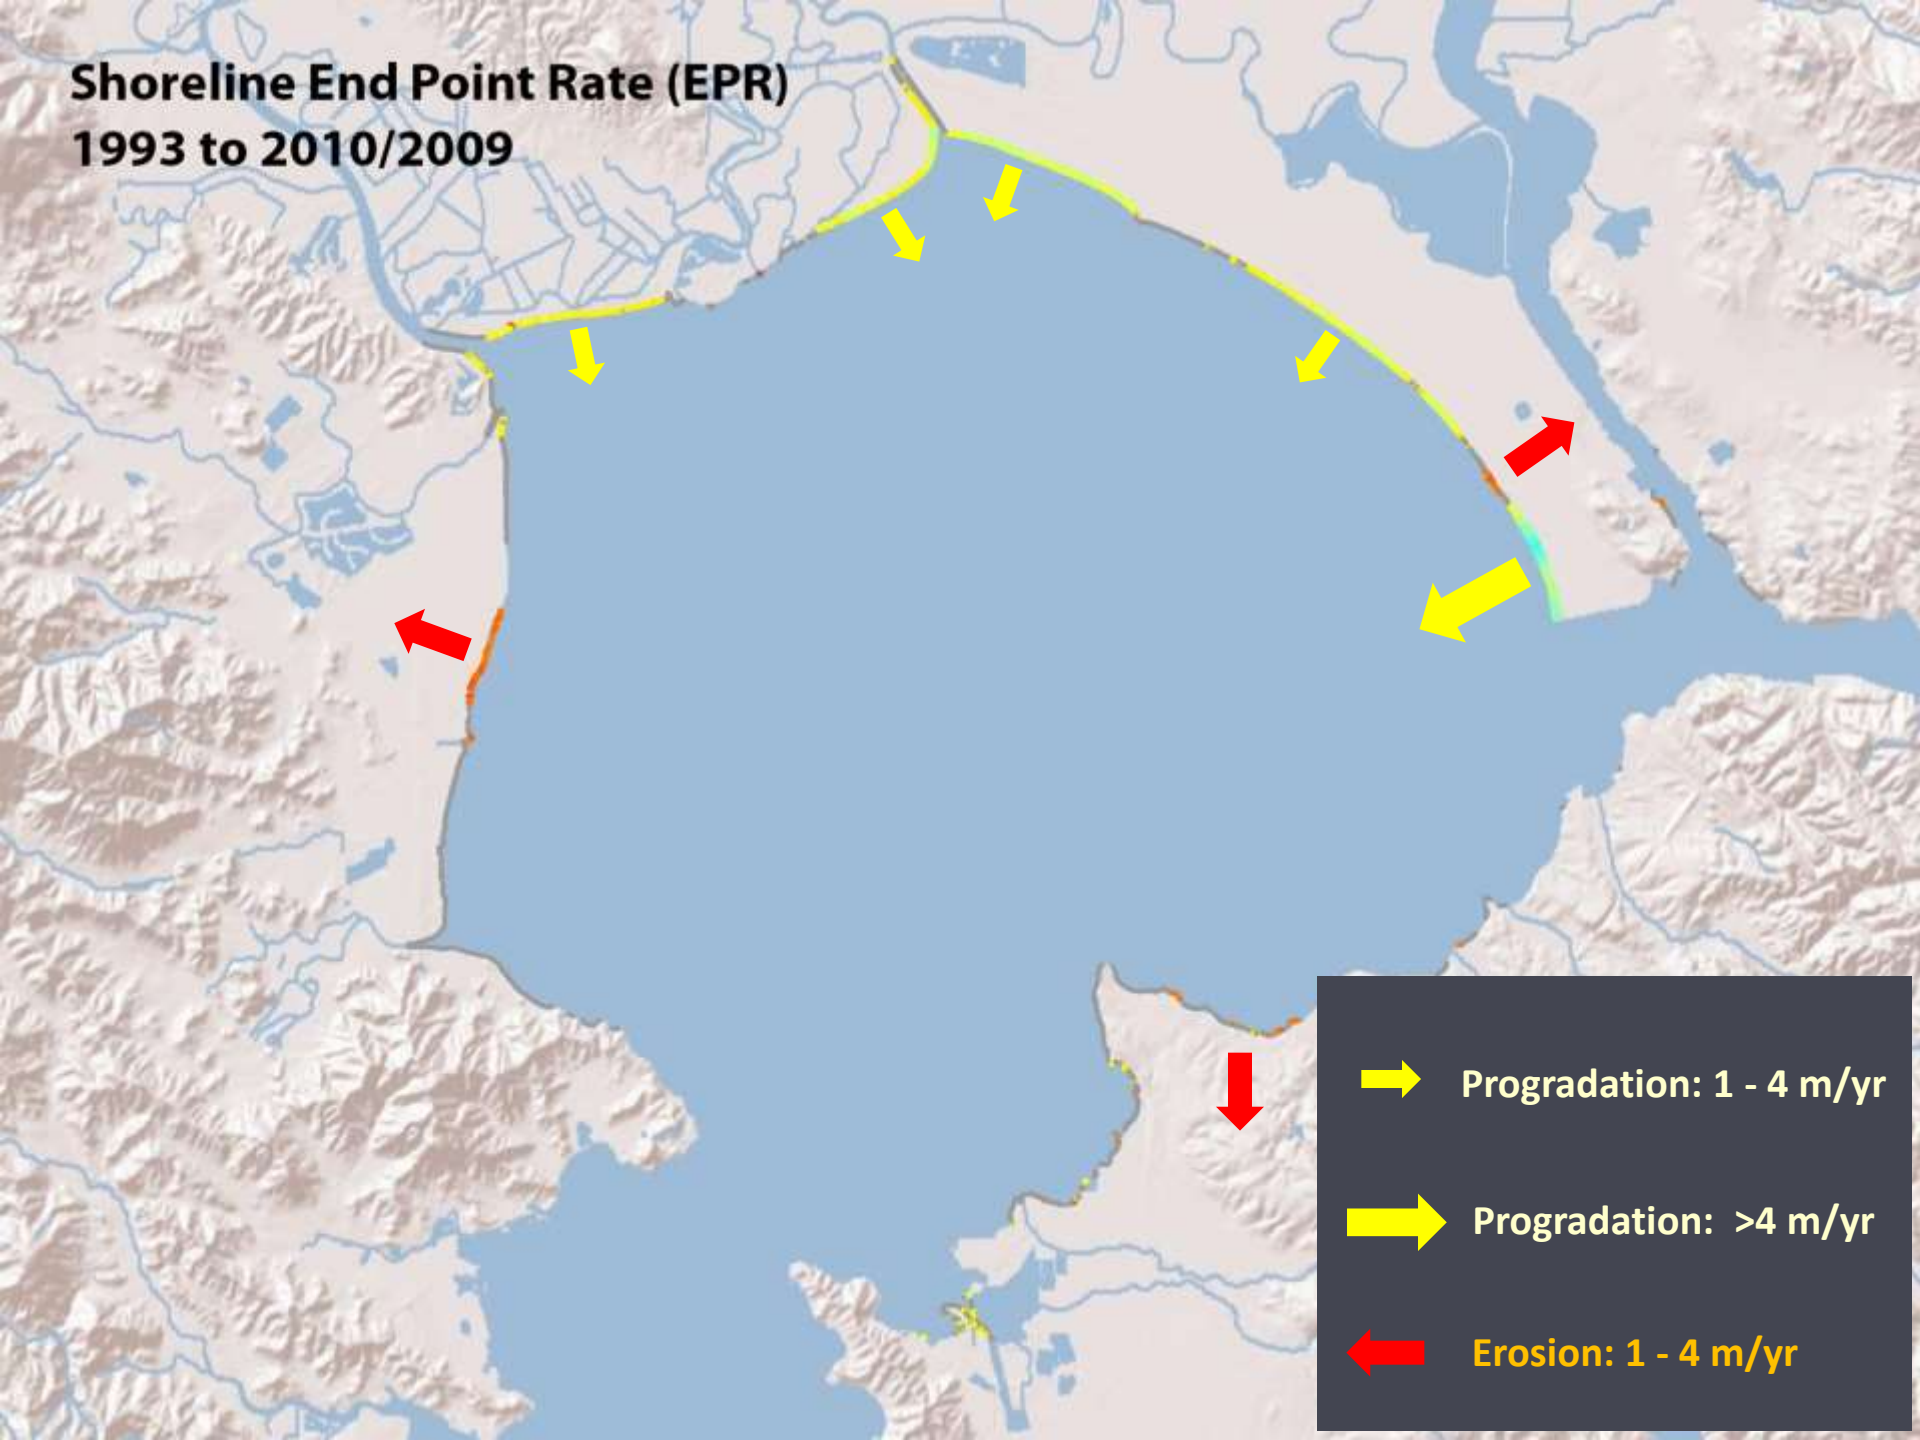 Shoreline End Point Rate (EPR)
1993 to 2010/2009
Progradation: 1 - 4 m/yr
Progradation:  >4 m/yr
Erosion: 1 - 4 m/yr